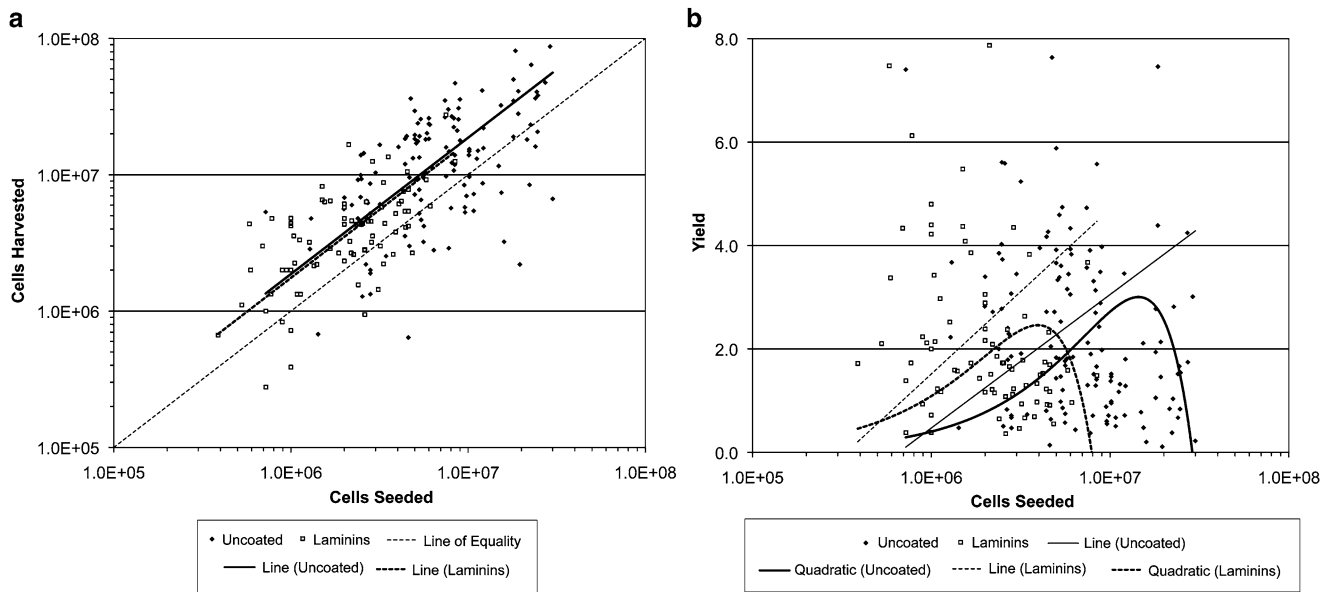 a
1.0E+08
1.0E+07
1.0E+06
1.0E+05
Cells Harvested
1.0E+05 1.0E+06 1.0E+07 1.0E+08
Cells Seeded
Uncoated Laminins Line of Equality
Line (Uncoated) Line (Laminins)
b
8.0
6.0
4.0
2.0
0.0
Yield
1.0E+05 1.0E+06 1.0E+07 1.0E+08
Cells Seeded
Uncoated Laminins Line (Uncoated)
Quadratic (Uncoated) Line (Laminins) Quadratic (Laminins)